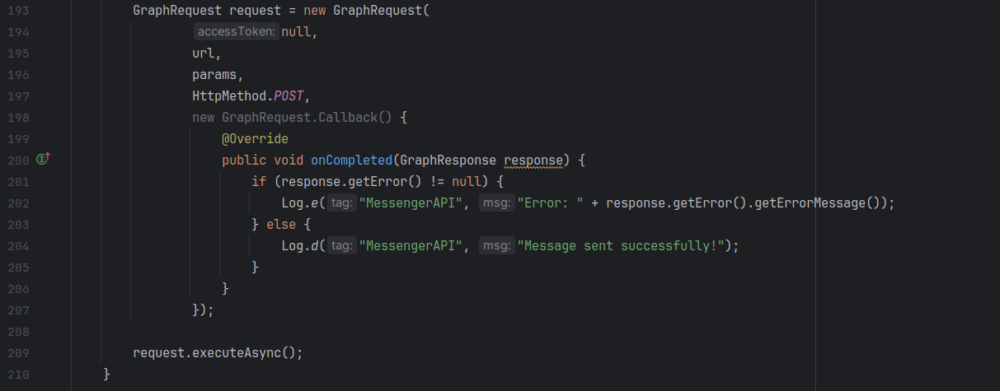 193 GraphRequest request = new GraphRequest(
194 accessToken: null,
195 url,
196 params,
197 HttpMethod.POST,
198 new GraphRequest.Callback() {
199 @Override
200 public void onCompleted(GraphResponse response) {
201 if (response.getError() != null) {
202 Log.e( tag: "MessengerAPI", msg: "Error: " + response.getError().getErrorMessage());
203 } else {
204 Log.d( tag: "MessengerAPI", msg: "Message sent successfully!");
205 }
206 }
207 });
208
209 request.executeAsync();
210 }